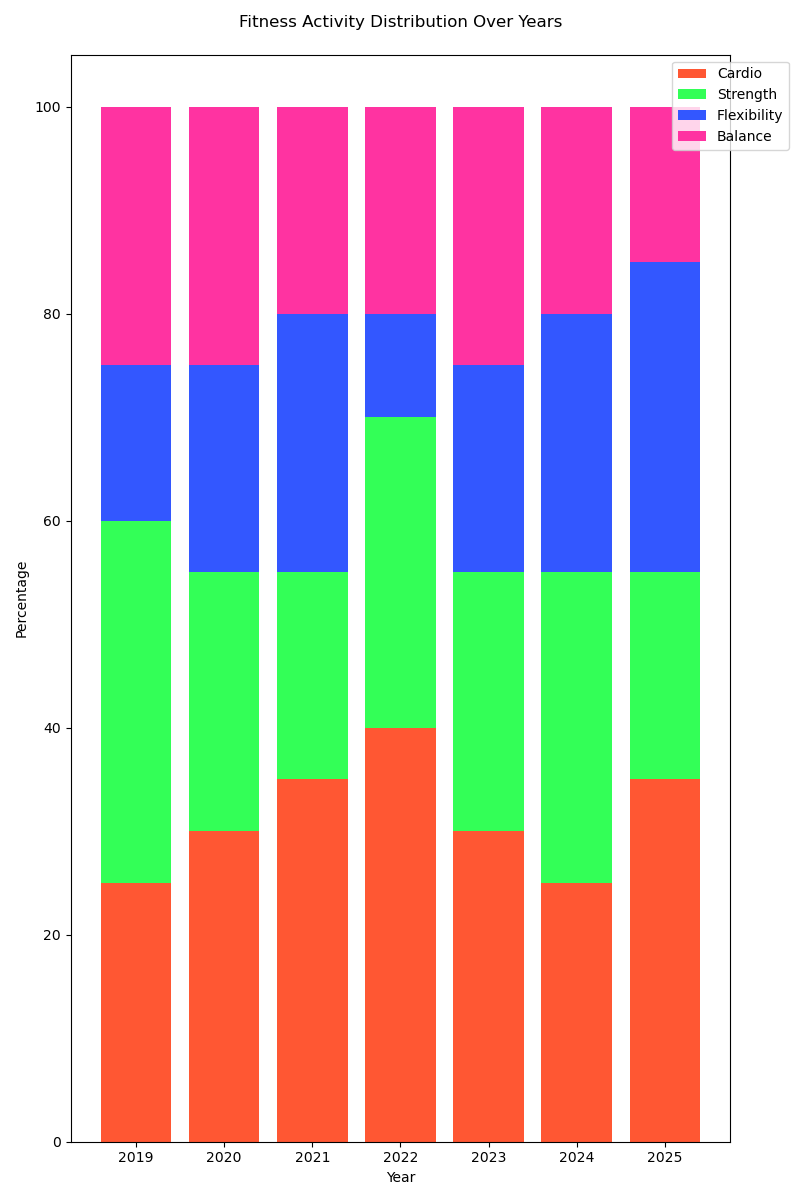 Fitness Activity Distribution Over Years
Cardio
Strength
Flexibility
Balance
100
80
60
40
20
0
Percentage
2019 2020 2021 2022 2023 2024 2025
Year